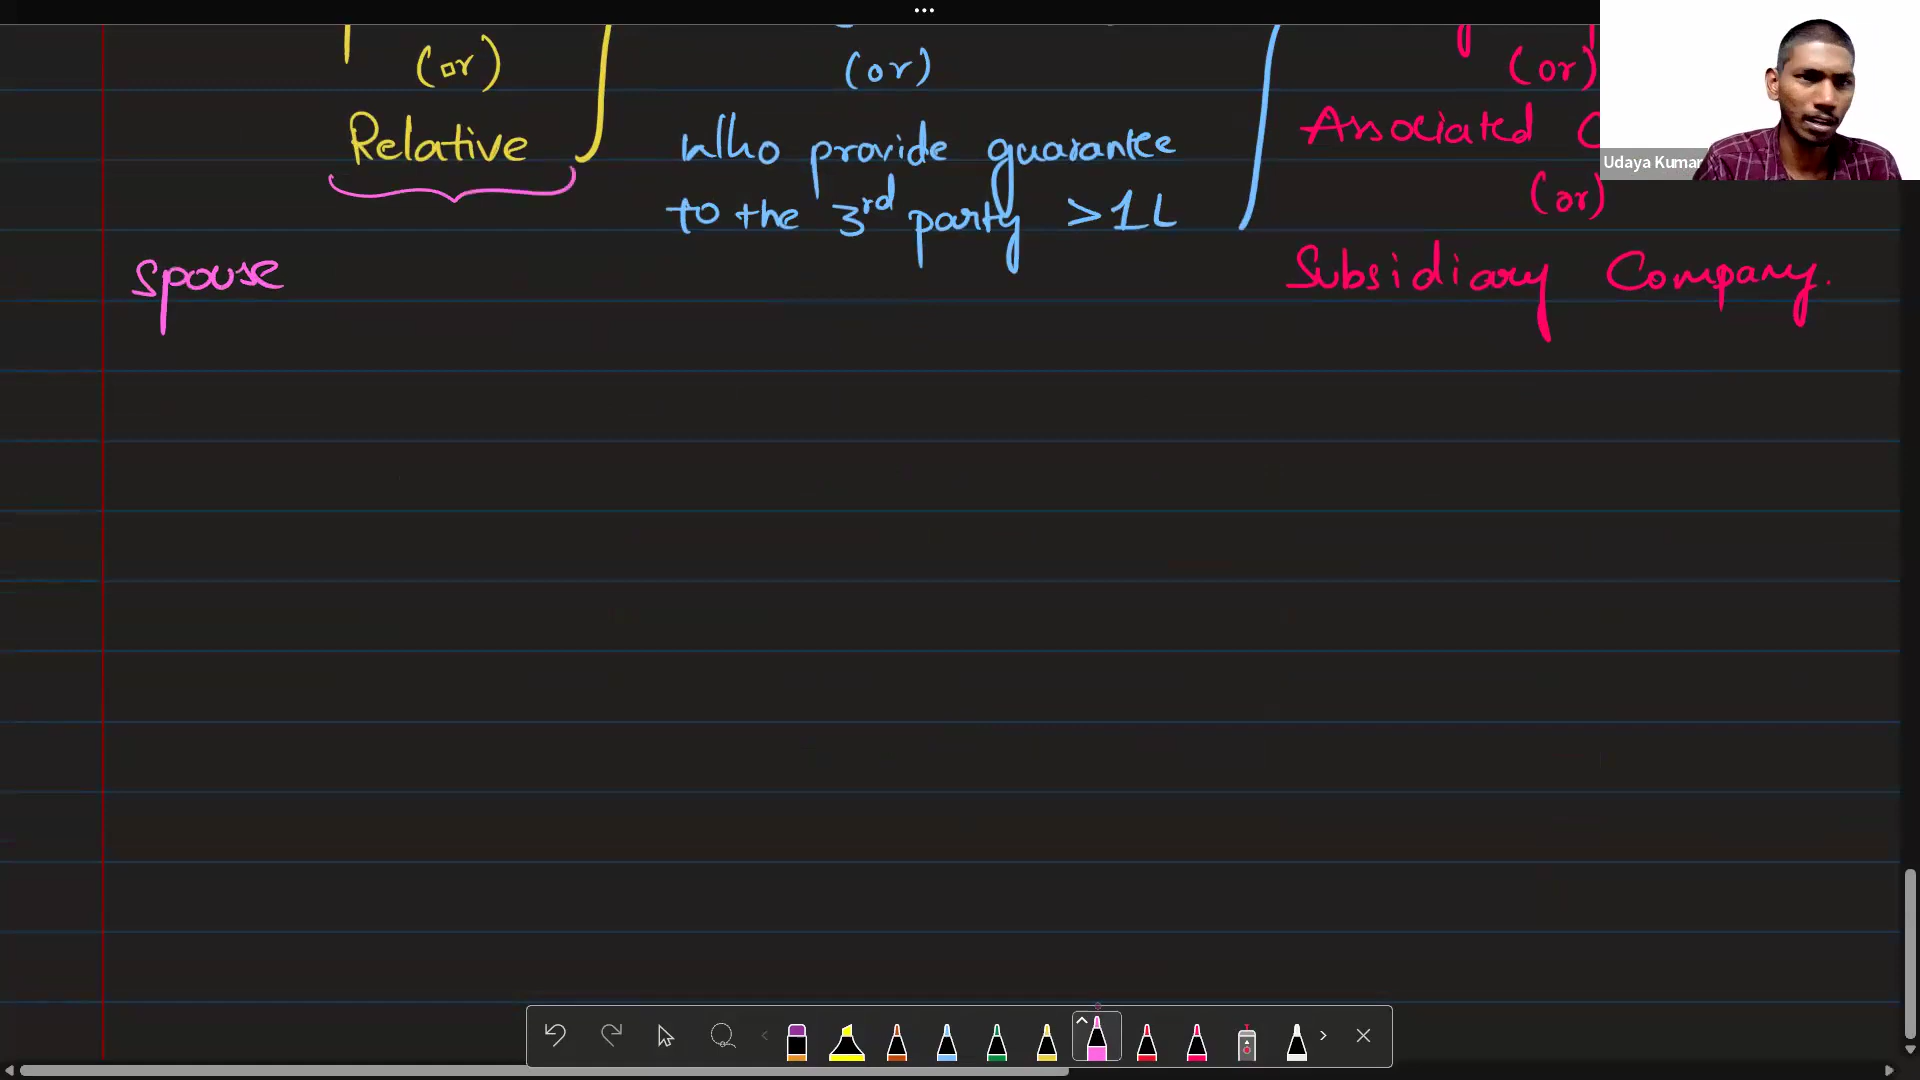 (or)
Relative
(or)
who provide guarantee
to the 3rd party >1L
(or)
Associated
(or)
Subsidiary Company.
Spouse
Udaya Kumar